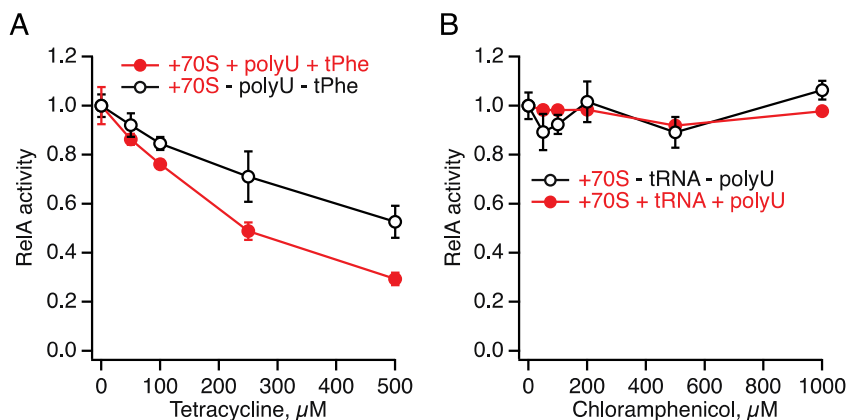 A
1.2
1.0
0.8
0.6
0.4
0.2
0.0
RelA activity
+70S + polyU + tPhe
+70S - polyU - tPhe
0
100
200
300
400
500
Tetracycline, µM
B
1.2
1.0
0.8
0.6
0.4
0.2
0.0
RelA activity
+70S - tRNA - polyU
+70S + tRNA + polyU
0
200
400
600
800
1000
Chloramphenicol, µM